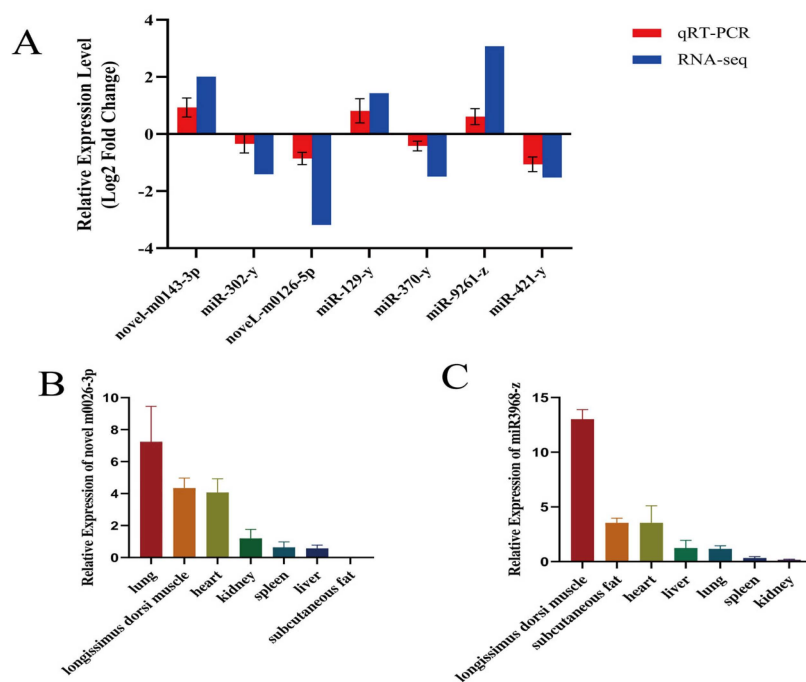 A
qRT-PCR
RNA-seq
Relative Expression Level
(Log2 Fold Change)
4
2
0
-2
-4
novel-m0143-3p
miR-302-y
noveL-m0126-5p
miR-129-y
miR-370-y
miR-9261-z
miR-421-y
B
Relative Expression of novel m0026-3p
10
8
6
4
2
0
lung
longissimus dorsi muscle
heart
kidney
spleen
liver
subcutaneous fat
C
Relative Expression of miR3968-z
15
10
5
0
longissimus dorsi muscle
subcutaneous fat
heart
liver
lung
spleen
kidney